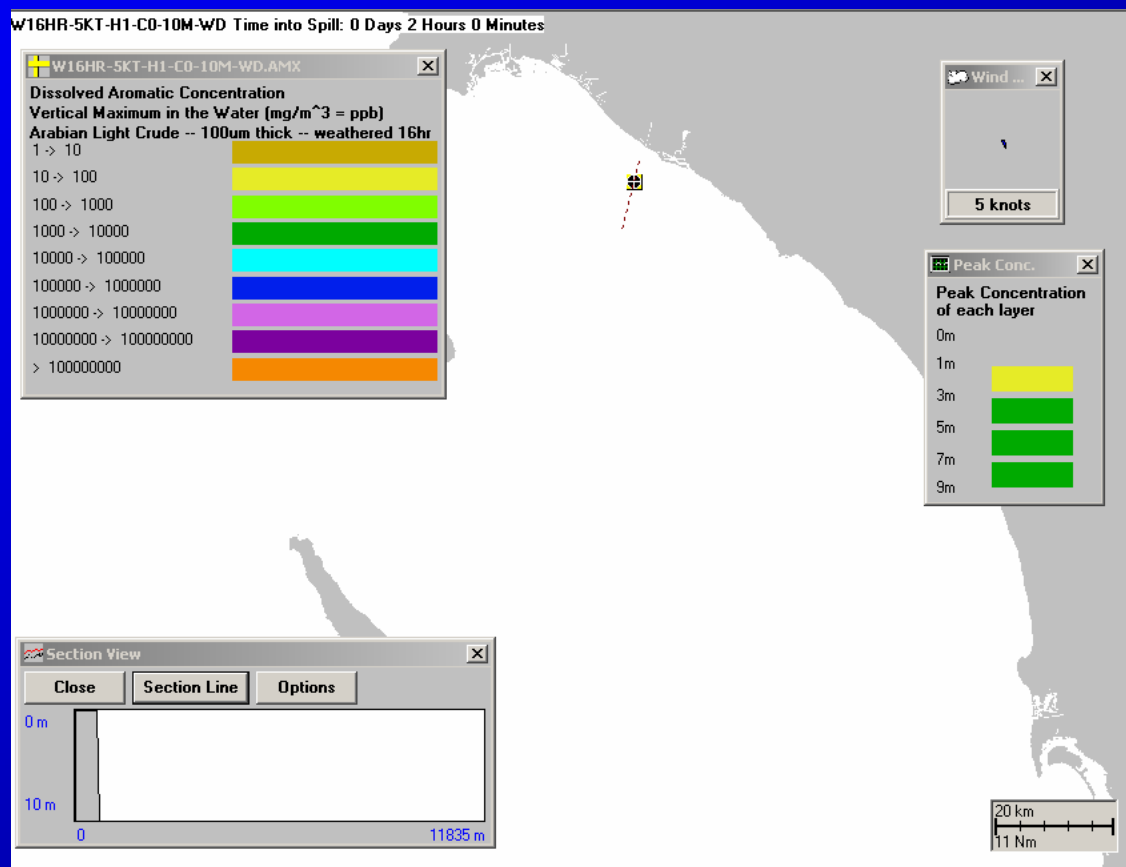 W16HR-5KT-H1-C0-10M-WD Time into Spill: 0 Days 2 Hours 0 Minutes
W16HR-5KT-H1-C0-10M-WD.AMX
Dissolved Aromatic Concentration
Vertical Maximum in the Water (mg/m^3 = ppb)
Arabian Light Crude -- 100um thick -- weathered 16hr
1 -> 10
10 -> 100
100 -> 1000
1000 -> 10000
10000 -> 100000
100000 -> 1000000
1000000 -> 10000000
10000000 -> 100000000
> 100000000
Wind ...
5 knots
Peak Conc.
Peak Concentration
of each layer
0m
1m
3m
5m
7m
9m
Section View
Close Section Line Options
0 m
10 m
0 11835 m
20 km
11 Nm